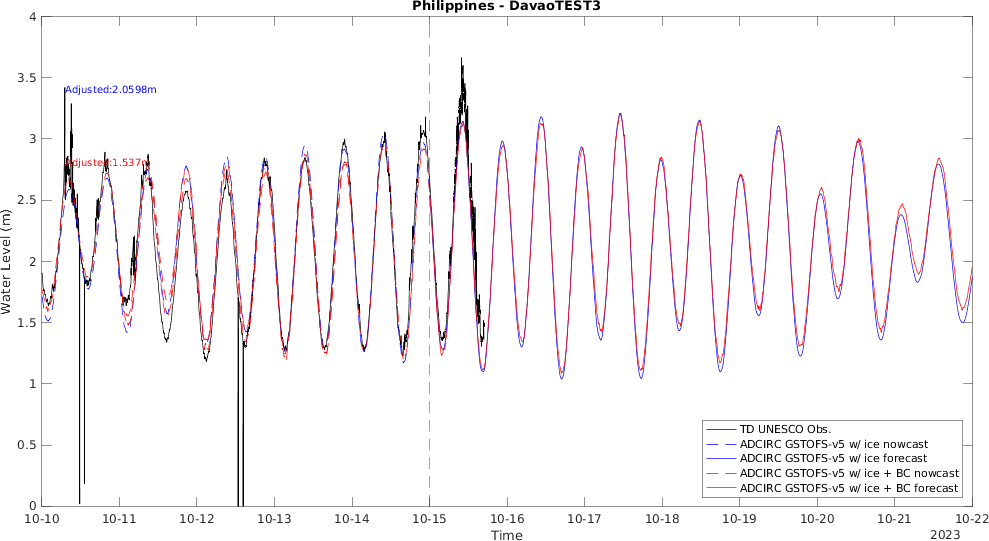 Philippines - DavaoTEST3
4
3.5
3
2.5
2
1.5
1
0.5
0
Water Level (m)
Adjusted:2.0598m
Adjusted:1.537m
TD UNESCO Obs.
ADCIRC GSTOFS-v5 w/ ice nowcast
ADCIRC GSTOFS-v5 w/ ice forecast
ADCIRC GSTOFS-v5 w/ ice + BC nowcast
ADCIRC GSTOFS-v5 w/ ice + BC forecast
10-10 10-11 10-12 10-13 10-14 10-15 10-16 10-17 10-18 10-19 10-20 10-21 10-22
Time
2023